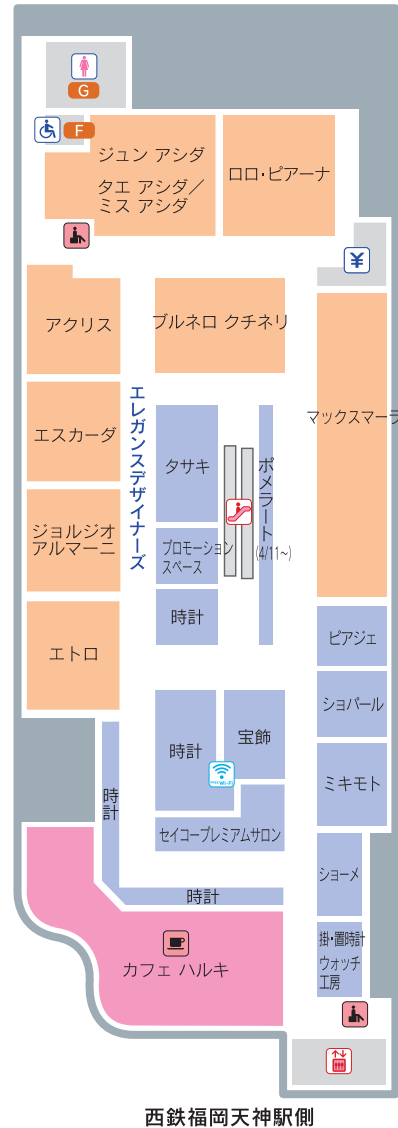 G
F
ジュン アシダ
タエ アシダ／
ミス アシダ
ロロ・ピアーナ
¥
アクリス
ブルネロ クチネリ
マックスマーラ
エスカーダ
エレガンスデザイナーズ
タサキ
ポメラート
(4/11～)
ジョルジオ
アルマーニ
プロモーション
スペース
時計
エトロ
ピアジェ
ショパール
時計
宝飾
FREE Wi-Fi
ミキモト
時計
セイコープレミアムサロン
ショーメ
時計
掛・置時計
ウォッチ
工房
カフェ ハルキ
西鉄福岡天神駅側